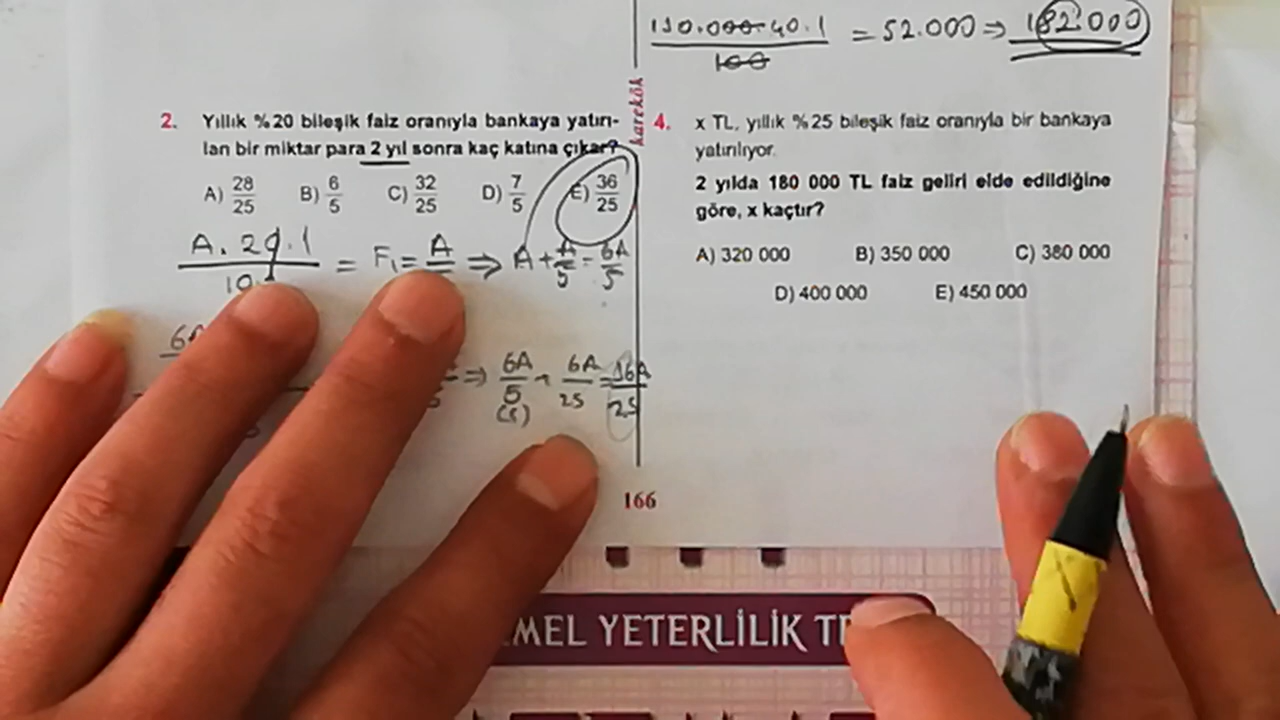 130.000.40.1 = 52.000 ⇒ 182.000
100
karekök
2. Yıllık %20 bileşik faiz oranıyla bankaya yatırı-
lan bir miktar para 2 yıl sonra kaç katına çıkar?
A) 28/25 B) 6/5 C) 32/25 D) 7/5 E) 36/25
A.20.1 = F₁= A ⇒ A + A/5 = 6A/5
⇒ 6A/5 + 6A/25 = 36A/25
(5)
4. x TL, yıllık %25 bileşik faiz oranıyla bir bankaya
yatırılıyor.
2 yılda 180 000 TL faiz geliri elde edildiğine
göre, x kaçtır?
A) 320 000 B) 350 000 C) 380 000
D) 400 000 E) 450 000
166
EMEL YETERLİLİK TE